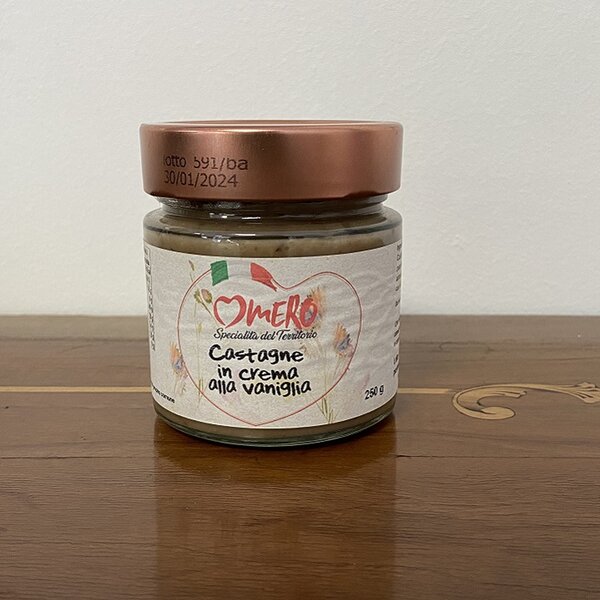 lotto 591/ba
30/01/2024
OMERO
Specialità del Territorio
Castagne
in crema
alla vaniglia
250 g